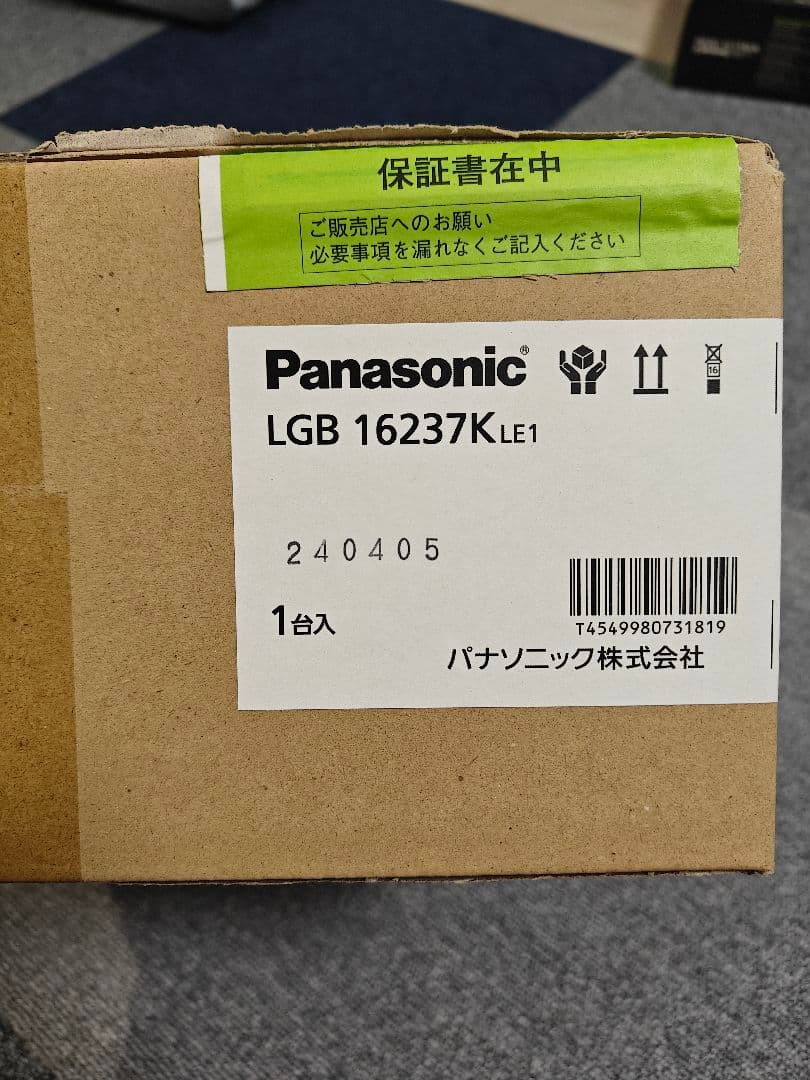 保証書在中
ご販売店へのお願い
必要事項を漏れなくご記入ください
Panasonic®
16
LGB 16237K LE1
240405
1台入
T4549980731819
パナソニック株式会社